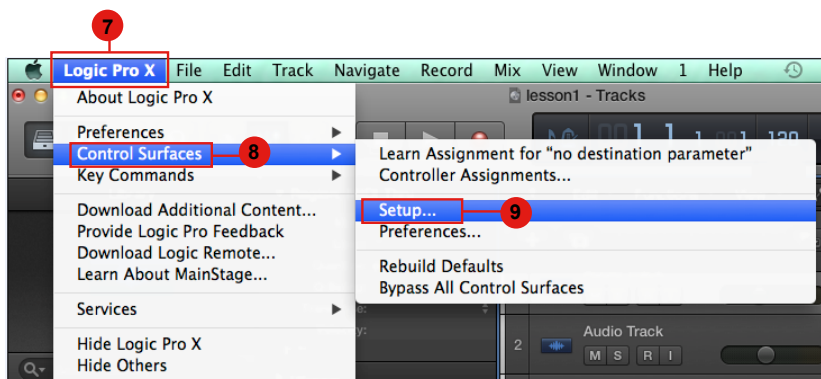 7
Logic Pro X File Edit Track Navigate Record Mix View Window 1 Help
About Logic Pro X
lesson1 - Tracks
Preferences
Control Surfaces
8
Learn Assignment for "no destination parameter"
Key Commands
Controller Assignments...
Download Additional Content...
Setup...
9
Provide Logic Pro Feedback
Preferences...
Download Logic Remote...
Learn About MainStage...
Rebuild Defaults
Bypass All Control Surfaces
Services
Hide Logic Pro X
Hide Others
2
Audio Track
M S R I